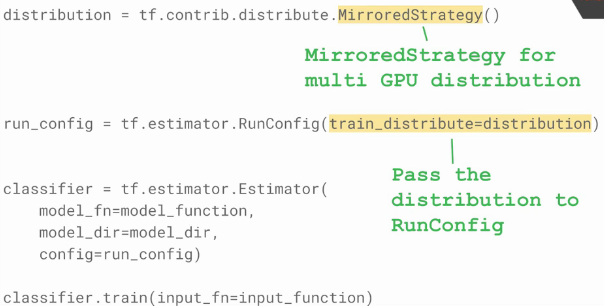 distribution = tf.contrib.distribute.MirroredStrategy()
MirroredStrategy for
multi GPU distribution
run_config = tf.estimator.RunConfig(train_distribute=distribution)
Pass the
distribution to
RunConfig
classifier = tf.estimator.Estimator(
    model_fn=model_function,
    model_dir=model_dir,
    config=run_config)
classifier.train(input_fn=input_function)